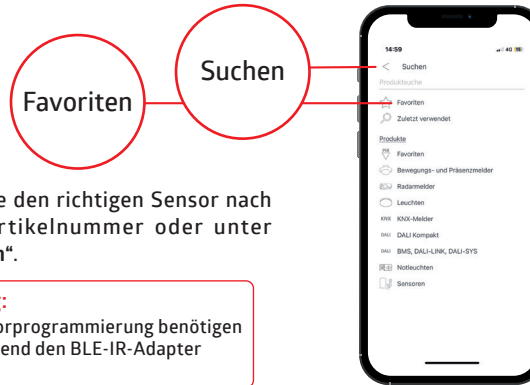 Suchen
Favoriten
e den richtigen Sensor nach
rtikelnummer oder unter
n“.
g:
orprogrammierung benötigen
end den BLE-IR-Adapter
14:59
4G
< Suchen
Produktsuche
Favoriten
Zuletzt verwendet
Produkte
Favoriten
Bewegungs- und Präsenzmelder
Radarmelder
Leuchten
KNX KNX-Melder
DALI DALI Kompakt
DALI BMS, DALI-LINK, DALI-SYS
Notleuchten
Sensoren